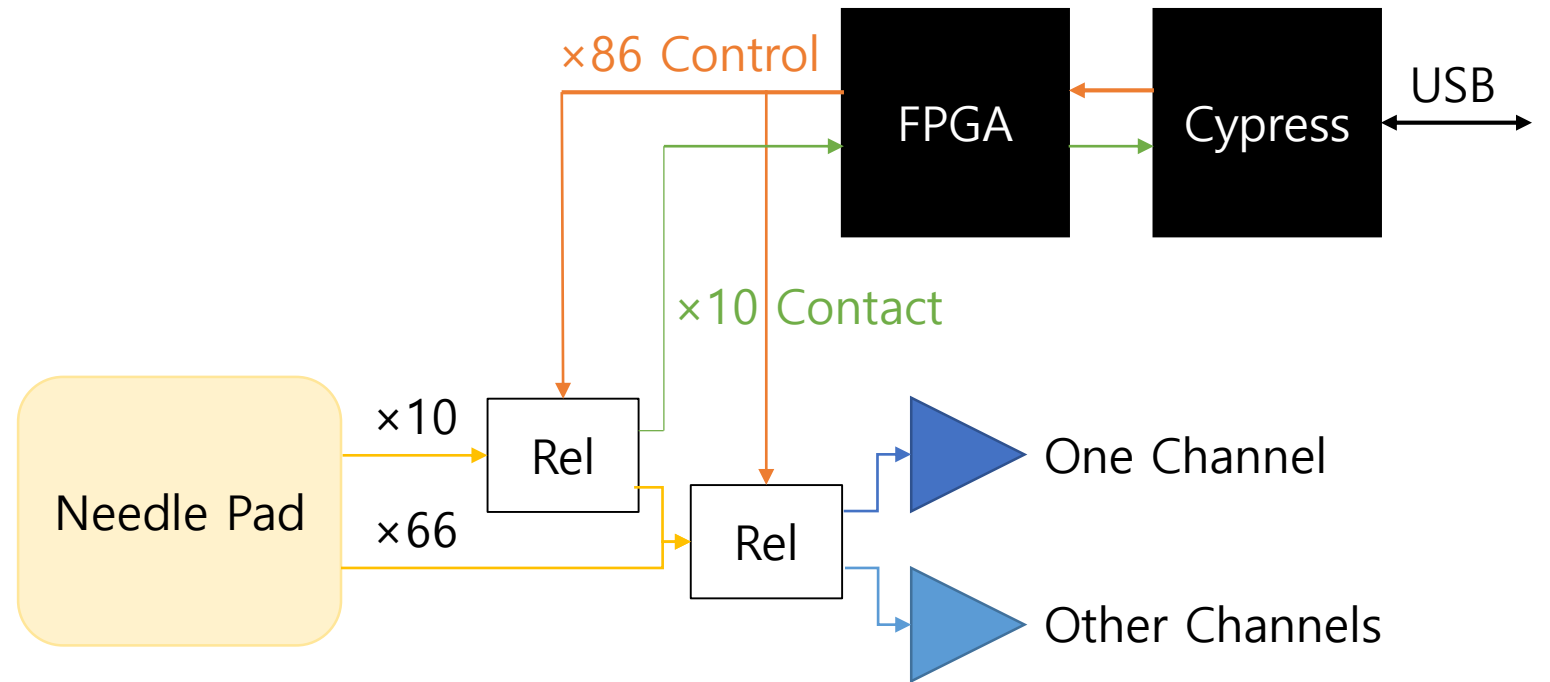 ×86 Control
FPGA
Cypress
USB
×10 Contact
Needle Pad
×10
×66
Rel
Rel
One Channel
Other Channels